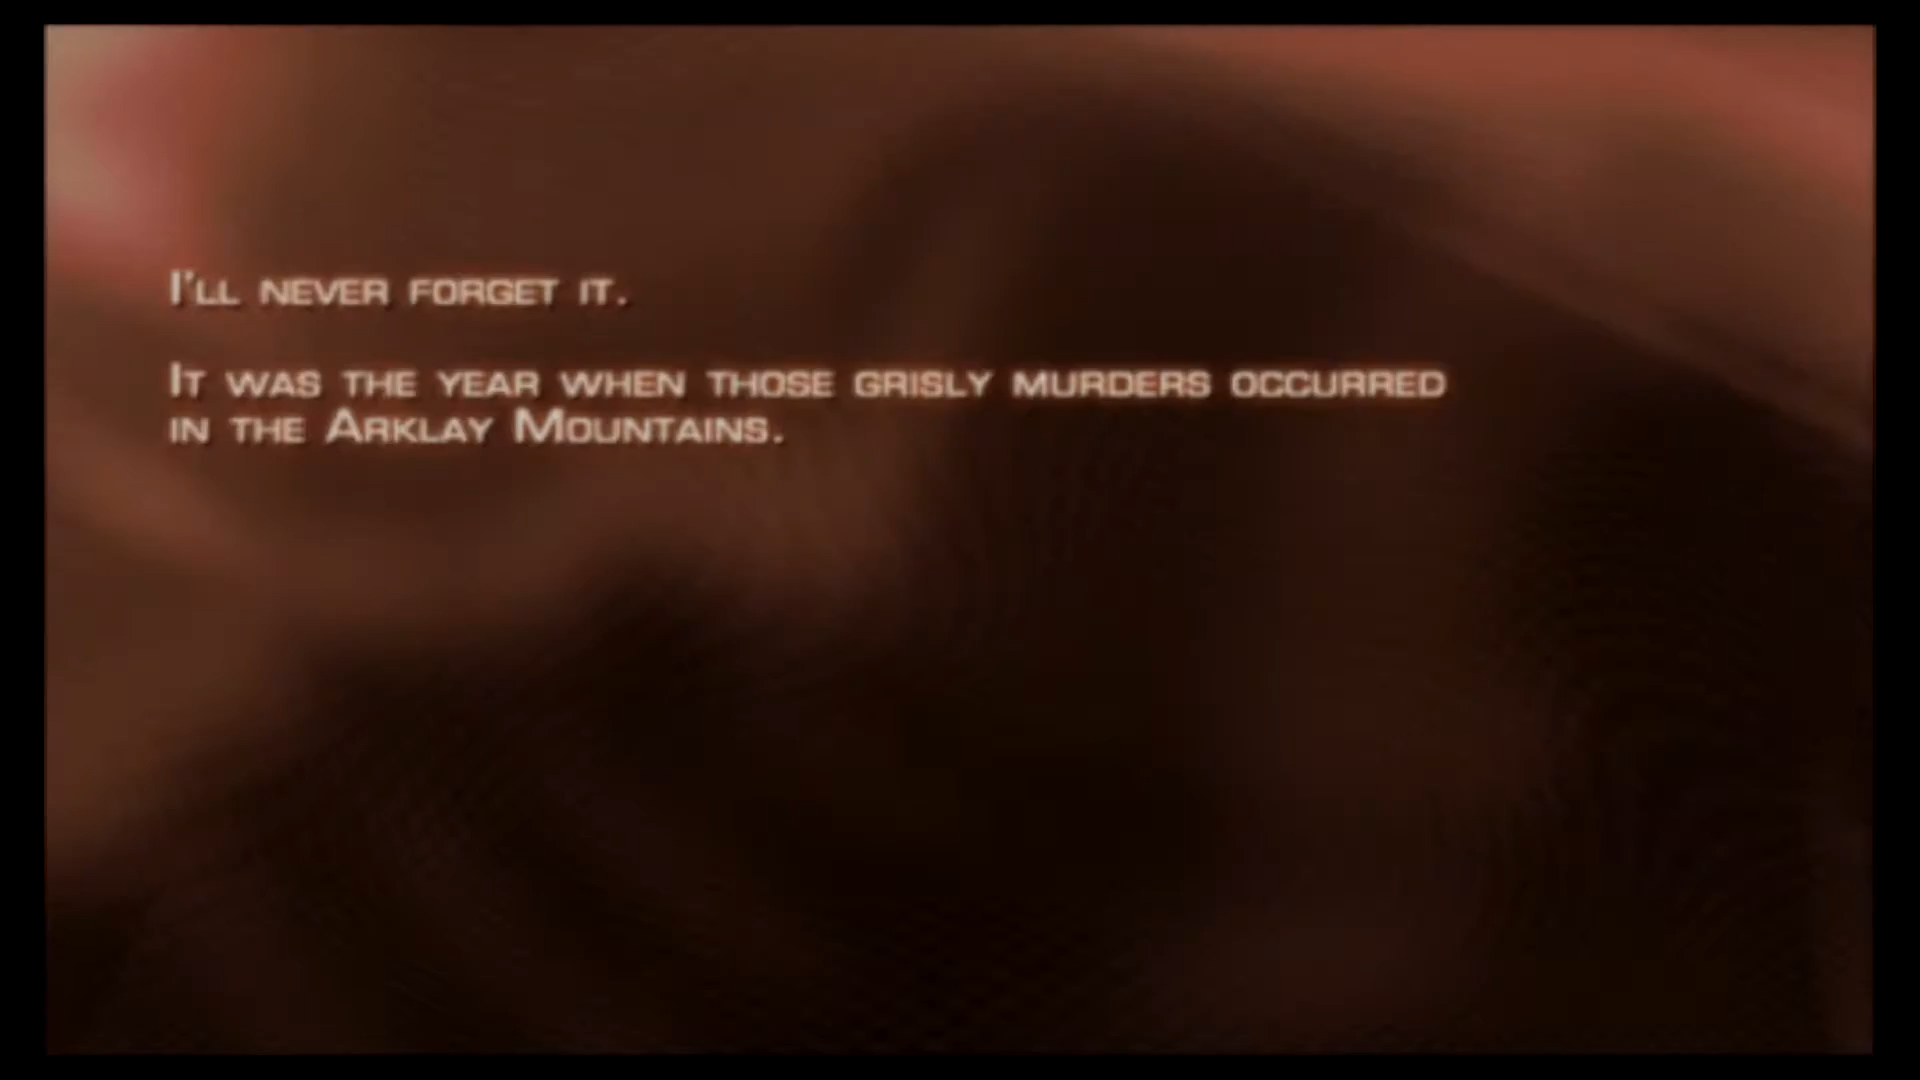 I'll never forget it.
It was the year when those grisly murders occurred
in the Arklay Mountains.